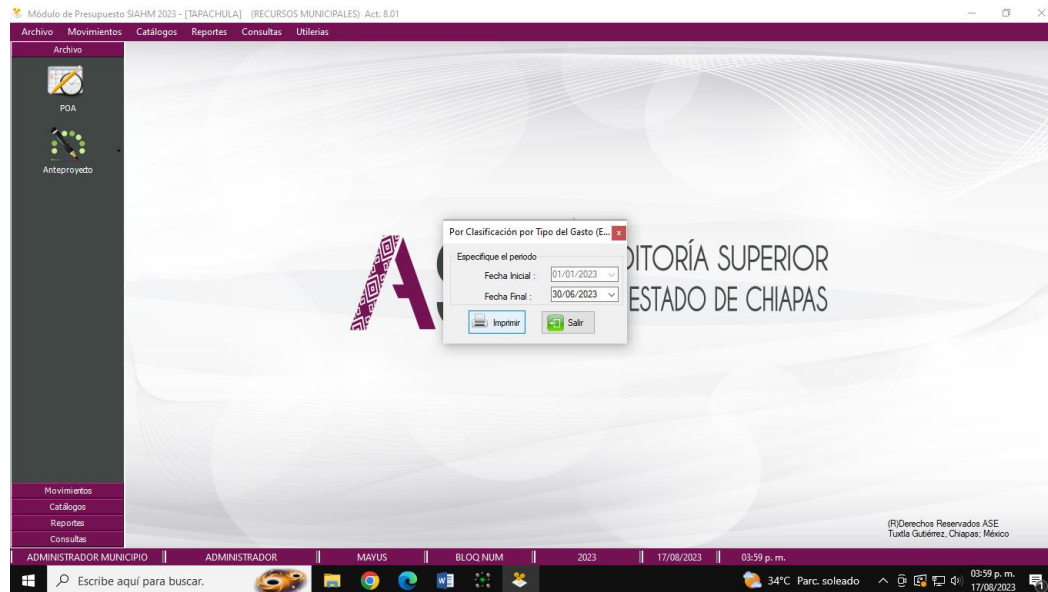 Módulo de Presupuesto SIAHM 2023 - [TAPACHULA] (RECURSOS MUNICIPALES) Act. 8.01
Archivo Movimientos Catálogos Reportes Consultas Utilerias
Archivo
POA
Anteproyecto
Por Clasificación por Tipo del Gasto (E...
Especifique el periodo
Fecha Inicial : 01/01/2023
Fecha Final : 30/06/2023
Imprimir Salir
DITORÍA SUPERIOR
ESTADO DE CHIAPAS
Movimientos
Catálogos
Reportes
Consultas
(R)Derechos Reservados ASE
Tuxtla Gutiérrez, Chiapas; México
ADMINISTRADOR MUNICIPIO ADMINISTRADOR MAYUS BLOQ NUM 2023 17/08/2023 03:59 p. m.
Escribe aquí para buscar. 34°C Parc. soleado 03:59 p. m.
17/08/2023
1